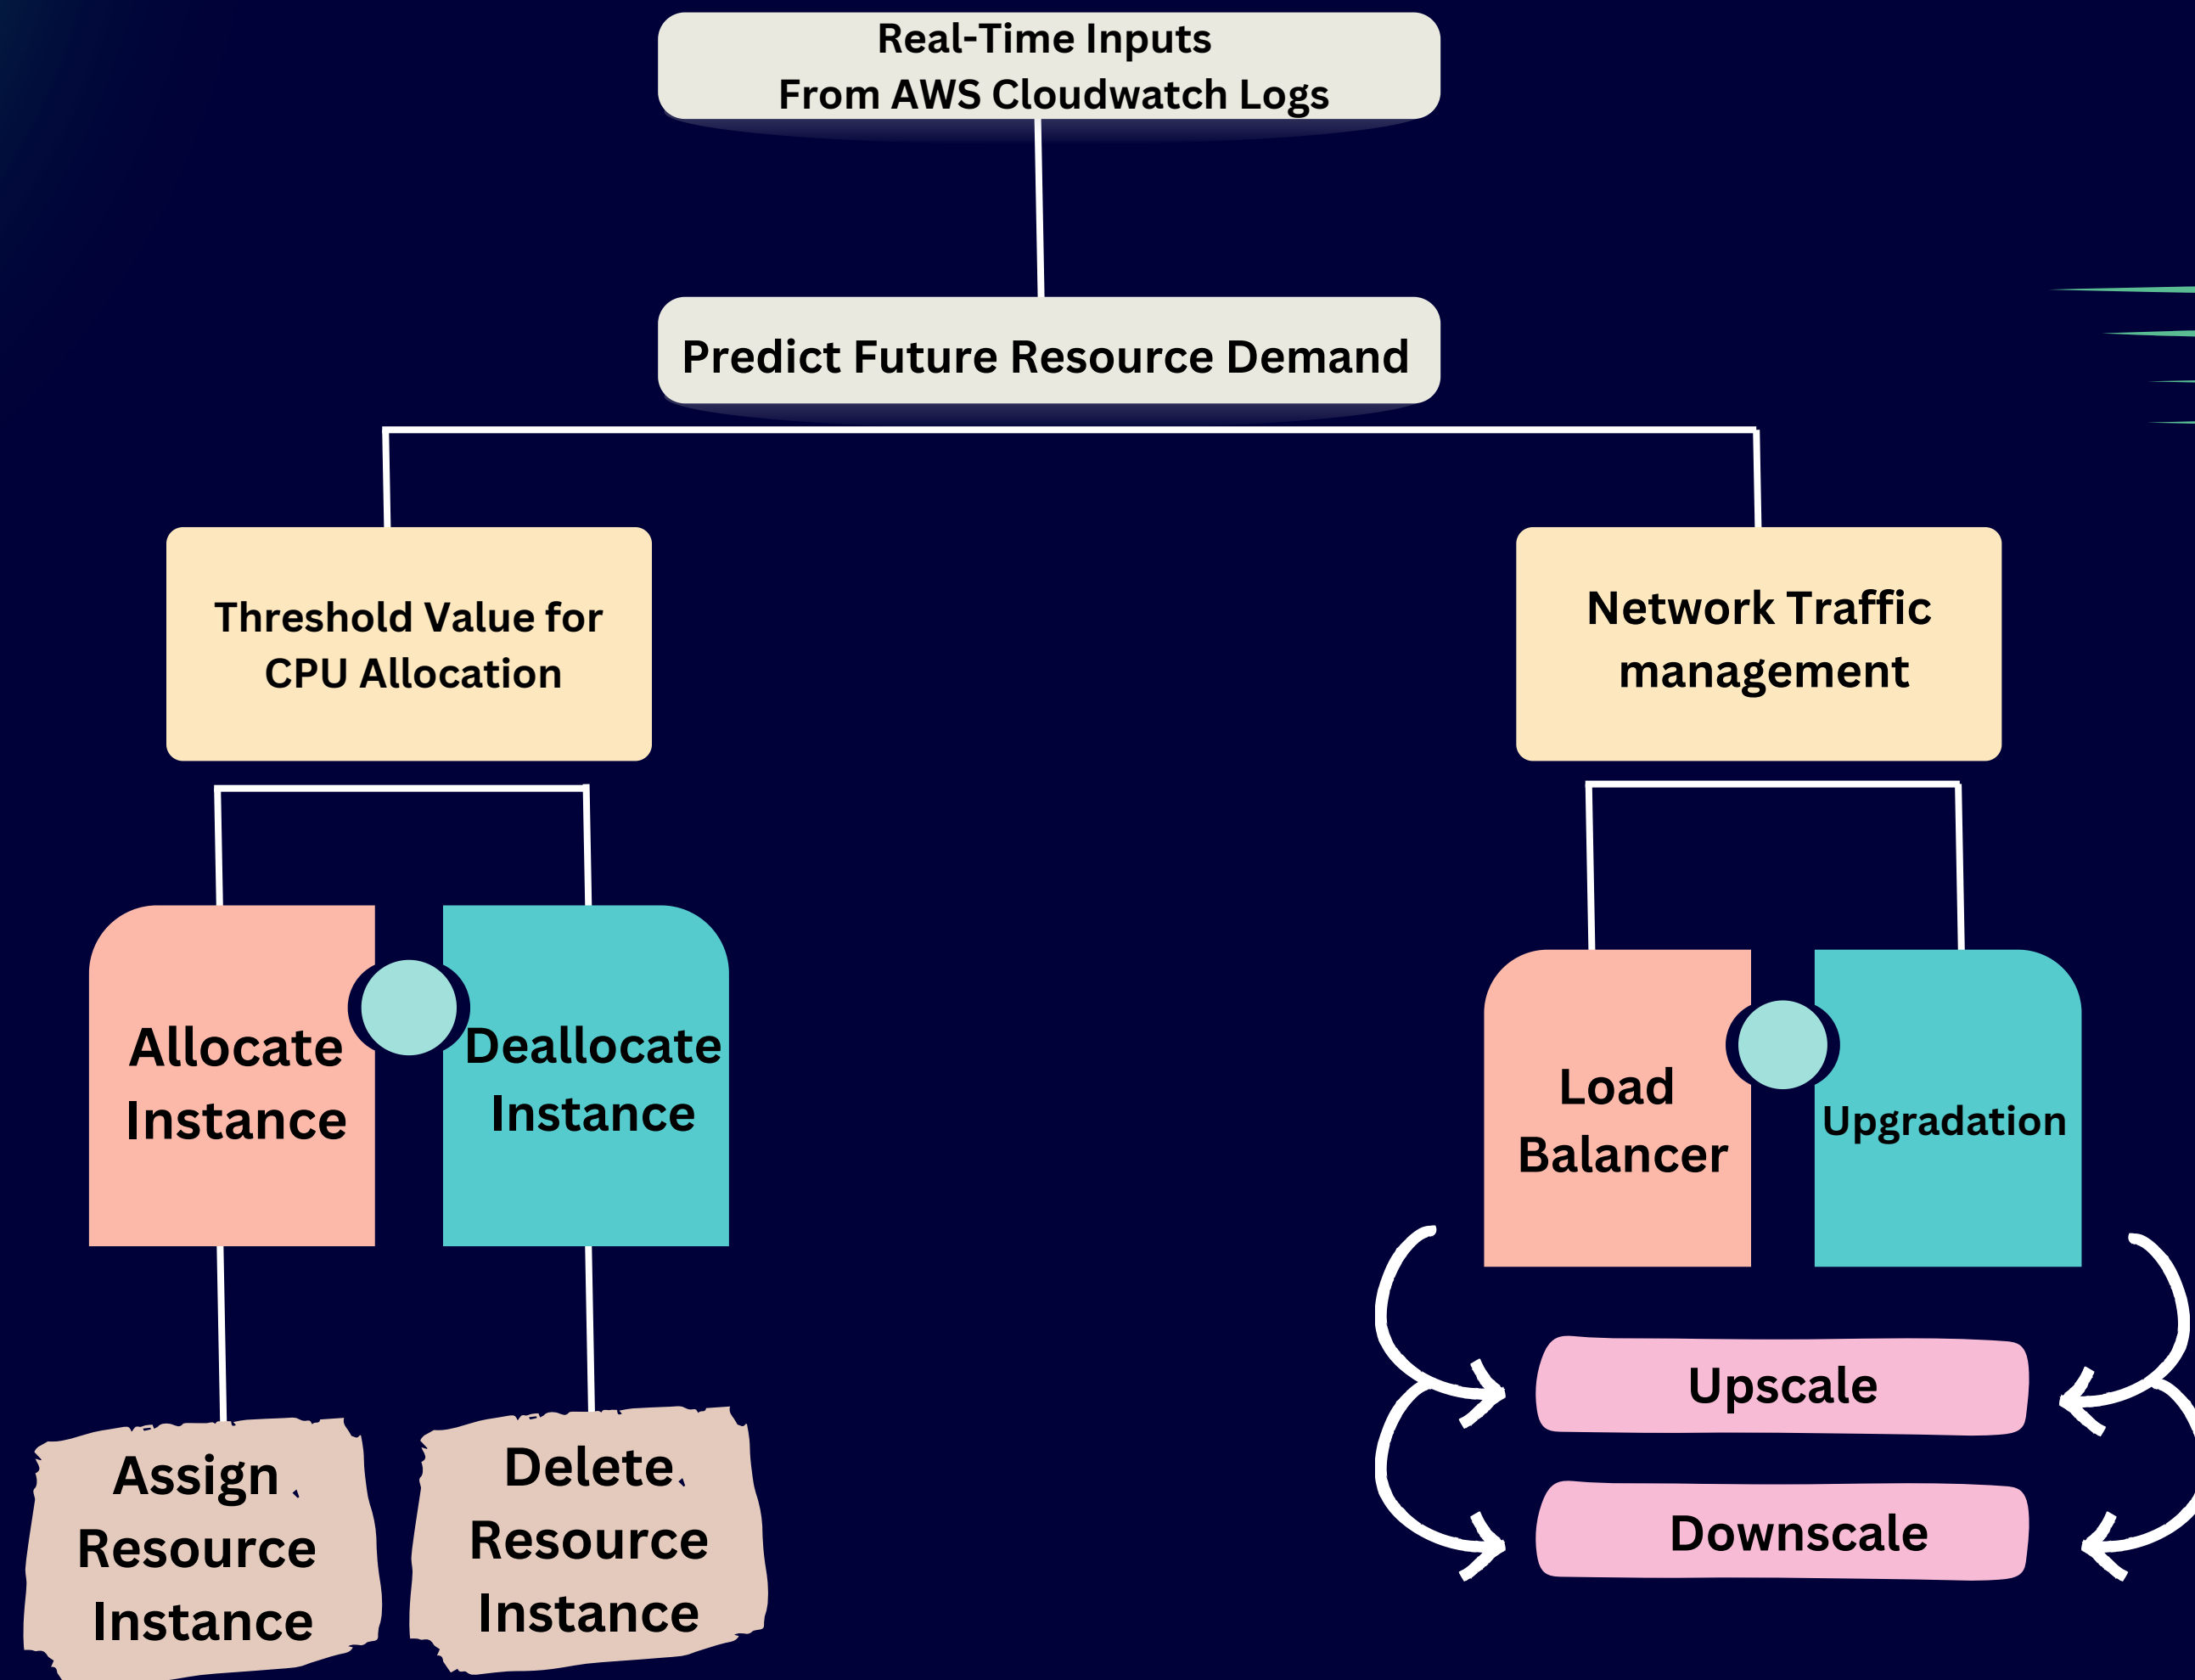 Real-Time Inputs
From AWS Cloudwatch Logs
Predict Future Resource Demand
Threshold Value for
CPU Allocation
Network Traffic
management
Allocate
Instance
Deallocate
Instance
Load
Balancer
Upgradation
Upscale
Downscale
Assign
Resource
Instance
Delete
Resource
Instance